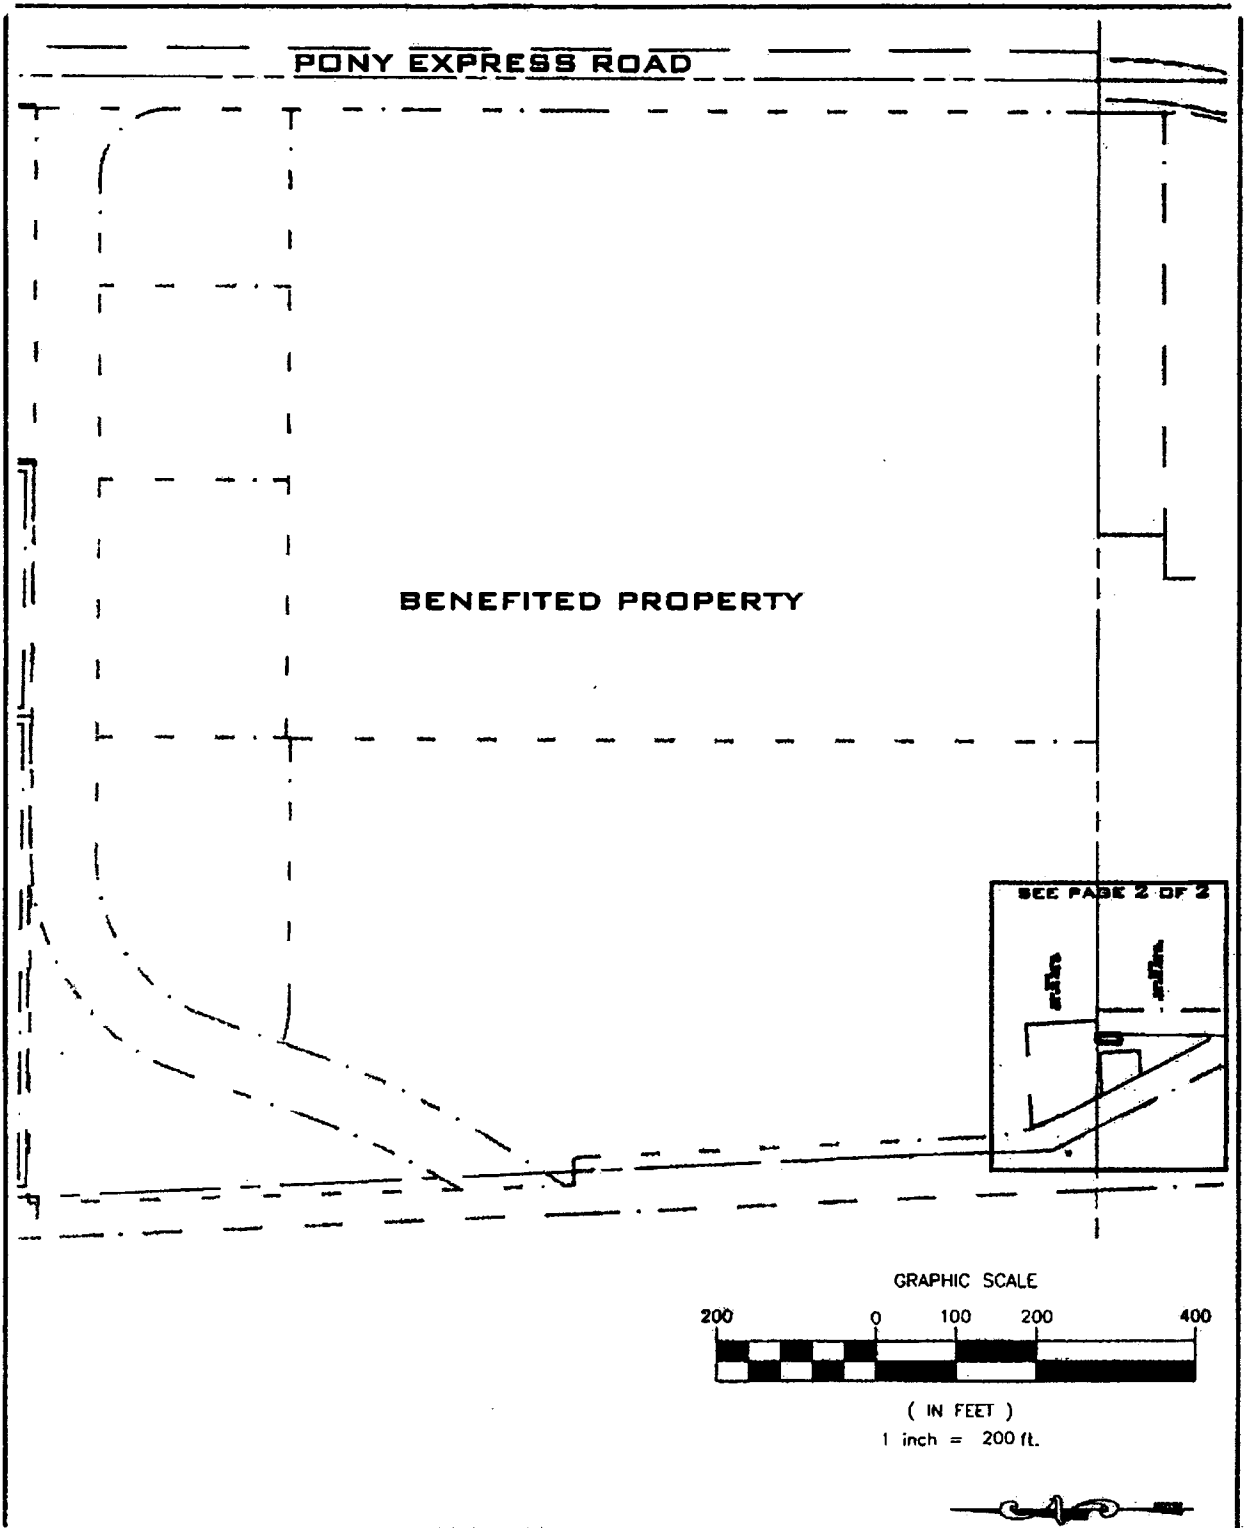 PONY EXPRESS ROAD
BENEFITED PROPERTY
SEE PAGE 2 OF 2
GRAPHIC SCALE
200 0 100 200 400
( IN FEET )
1 inch = 200 ft.